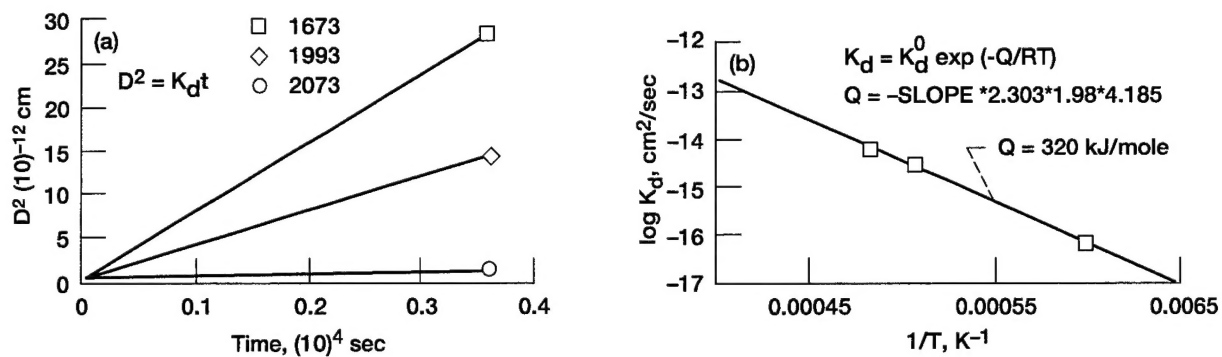 (a)
□ 1673
◇ 1993
○ 2073
D² = K_d t
30
25
20
15
10
5
0
D² (10)⁻¹² cm
0 0.1 0.2 0.3 0.4
Time, (10)⁴ sec
(b)
K_d = K_d⁰ exp (-Q/RT)
Q = –SLOPE *2.303*1.98*4.185
Q = 320 kJ/mole
–12
–13
–14
–15
–16
–17
log K_d, cm²/sec
0.00045 0.00055 0.0065
1/T, K⁻¹